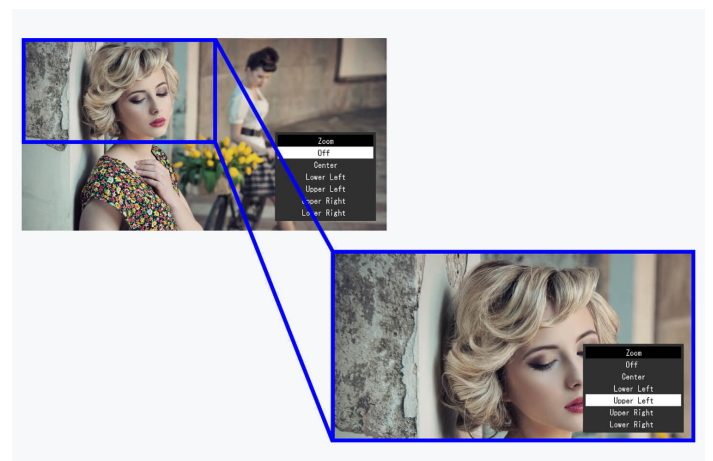 Zoom
Off
Center
Lower Left
Upper Left
Upper Right
Lower Right
Zoom
Off
Center
Lower Left
Upper Left
Upper Right
Lower Right